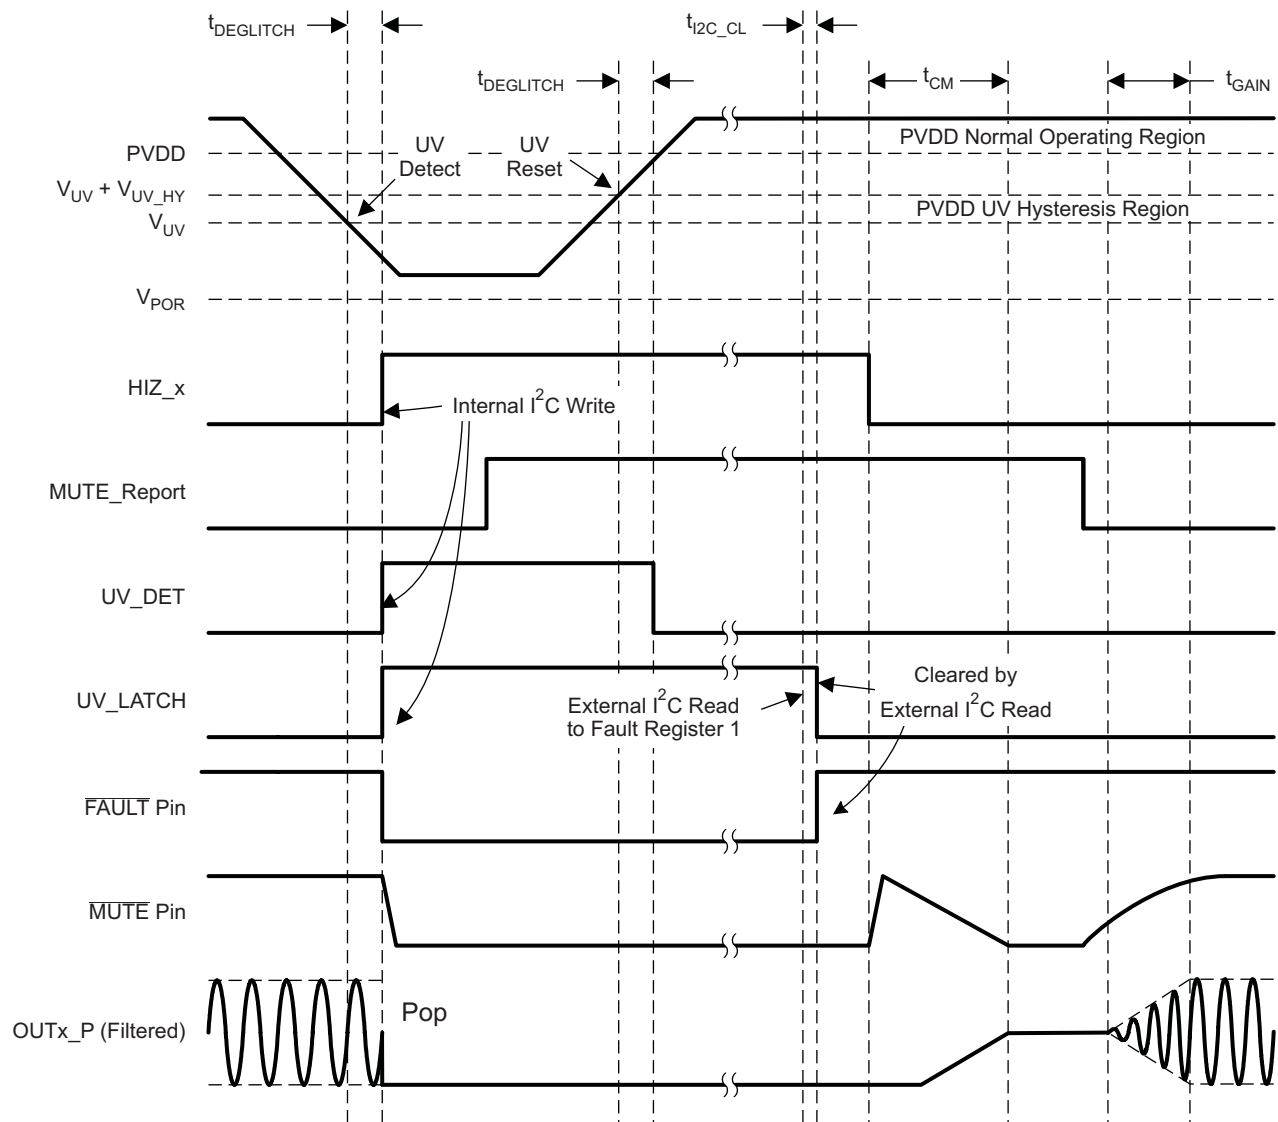 tDEGLITCH
tI2C_CL
tDEGLITCH
tCM
tGAIN
PVDD
UV
Detect
UV
Reset
PVDD Normal Operating Region
VUV + VUV_HY
VUV
PVDD UV Hysteresis Region
VPOR
HIZ_x
Internal I2C Write
MUTE_Report
UV_DET
UV_LATCH
External I2C Read
to Fault Register 1
Cleared by
External I2C Read
FAULT Pin
MUTE Pin
Pop
OUTx_P (Filtered)